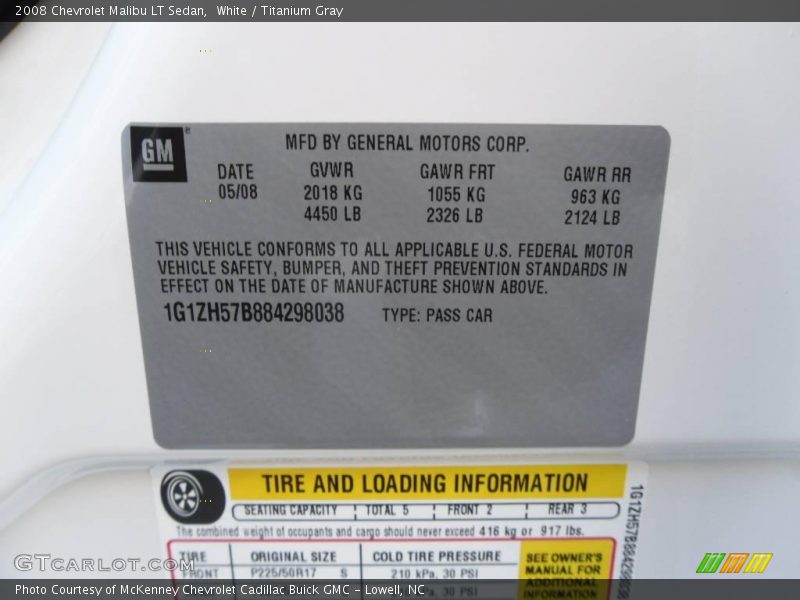 2008 Chevrolet Malibu LT Sedan,  White / Titanium Gray
GM
MFD BY GENERAL MOTORS CORP.
DATE GVWR GAWR FRT GAWR RR
05/08 2018 KG 1055 KG 963 KG
4450 LB 2326 LB 2124 LB
THIS VEHICLE CONFORMS TO ALL APPLICABLE U.S. FEDERAL MOTOR
VEHICLE SAFETY, BUMPER, AND THEFT PREVENTION STANDARDS IN
EFFECT ON THE DATE OF MANUFACTURE SHOWN ABOVE.
1G1ZH57B884298038 TYPE: PASS CAR
TIRE AND LOADING INFORMATION
SEATING CAPACITY TOTAL 5 FRONT 2 REAR 3
The combined weight of occupants and cargo should never exceed 416 kg or 917 lbs.
TIRE ORIGINAL SIZE COLD TIRE PRESSURE
FRONT P225/50R17 S 210 kPa, 30 PSI
SEE OWNER'S
MANUAL FOR
ADDITIONAL
INFORMATION
30 PSI
1G1ZH57B884298038
GTCarLot.com
Photo Courtesy of McKenney Chevrolet Cadillac Buick GMC - Lowell, NC